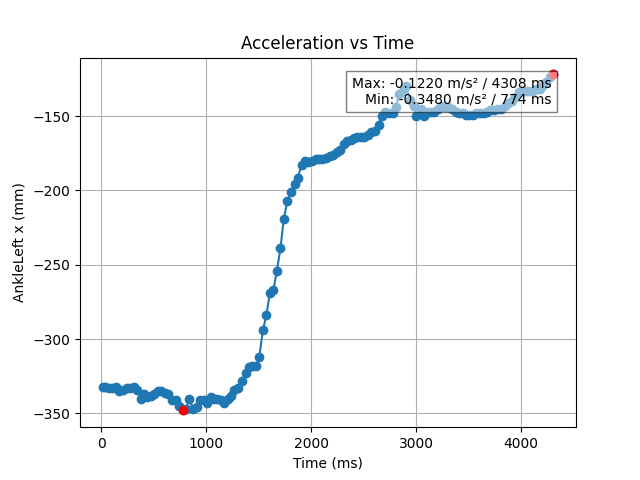 Acceleration vs Time
Max: -0.1220 m/s² / 4308 ms
Min: -0.3480 m/s² / 774 ms
AnkleLeft x (mm)
−150
−200
−250
−300
−350
0 1000 2000 3000 4000
Time (ms)